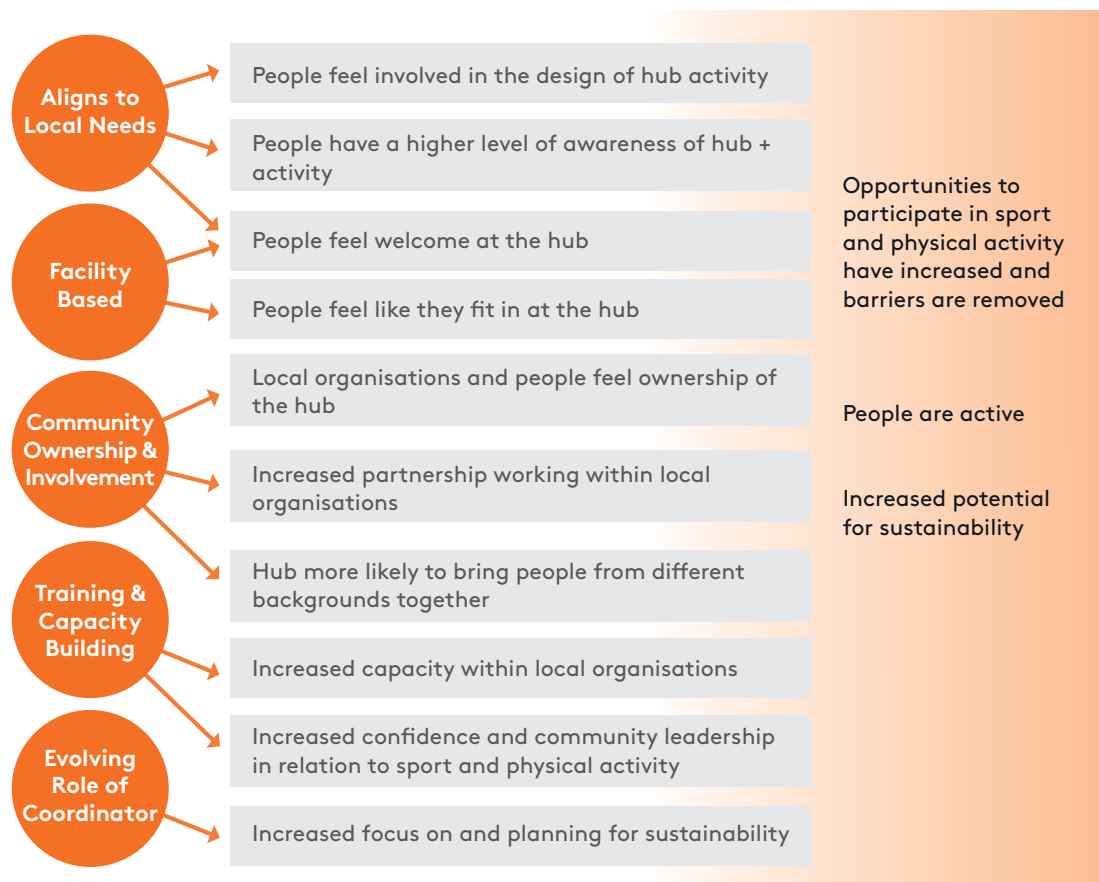 Aligns to
Local Needs
Facility
Based
Community
Ownership &
Involvement
Training &
Capacity
Building
Evolving
Role of
Coordinator
People feel involved in the design of hub activity
People have a higher level of awareness of hub +
activity
People feel welcome at the hub
People feel like they fit in at the hub
Local organisations and people feel ownership of
the hub
Increased partnership working within local
organisations
Hub more likely to bring people from different
backgrounds together
Increased capacity within local organisations
Increased confidence and community leadership
in relation to sport and physical activity
Increased focus on and planning for sustainability
Opportunities to
participate in sport
and physical activity
have increased and
barriers are removed
People are active
Increased potential
for sustainability